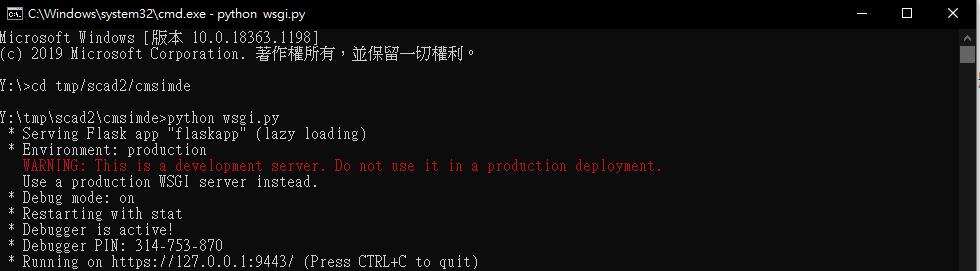 C:\Windows\system32\cmd.exe - python  wsgi.py
Microsoft Windows [版本 10.0.18363.1198]
(c) 2019 Microsoft Corporation. 著作權所有，並保留一切權利。
Y:\>cd tmp/scad2/cmsimde
Y:\tmp\scad2\cmsimde>python wsgi.py
 * Serving Flask app "flaskapp" (lazy loading)
 * Environment: production
   WARNING: This is a development server. Do not use it in a production deployment.
   Use a production WSGI server instead.
 * Debug mode: on
 * Restarting with stat
 * Debugger is active!
 * Debugger PIN: 314-753-870
 * Running on https://127.0.0.1:9443/ (Press CTRL+C to quit)